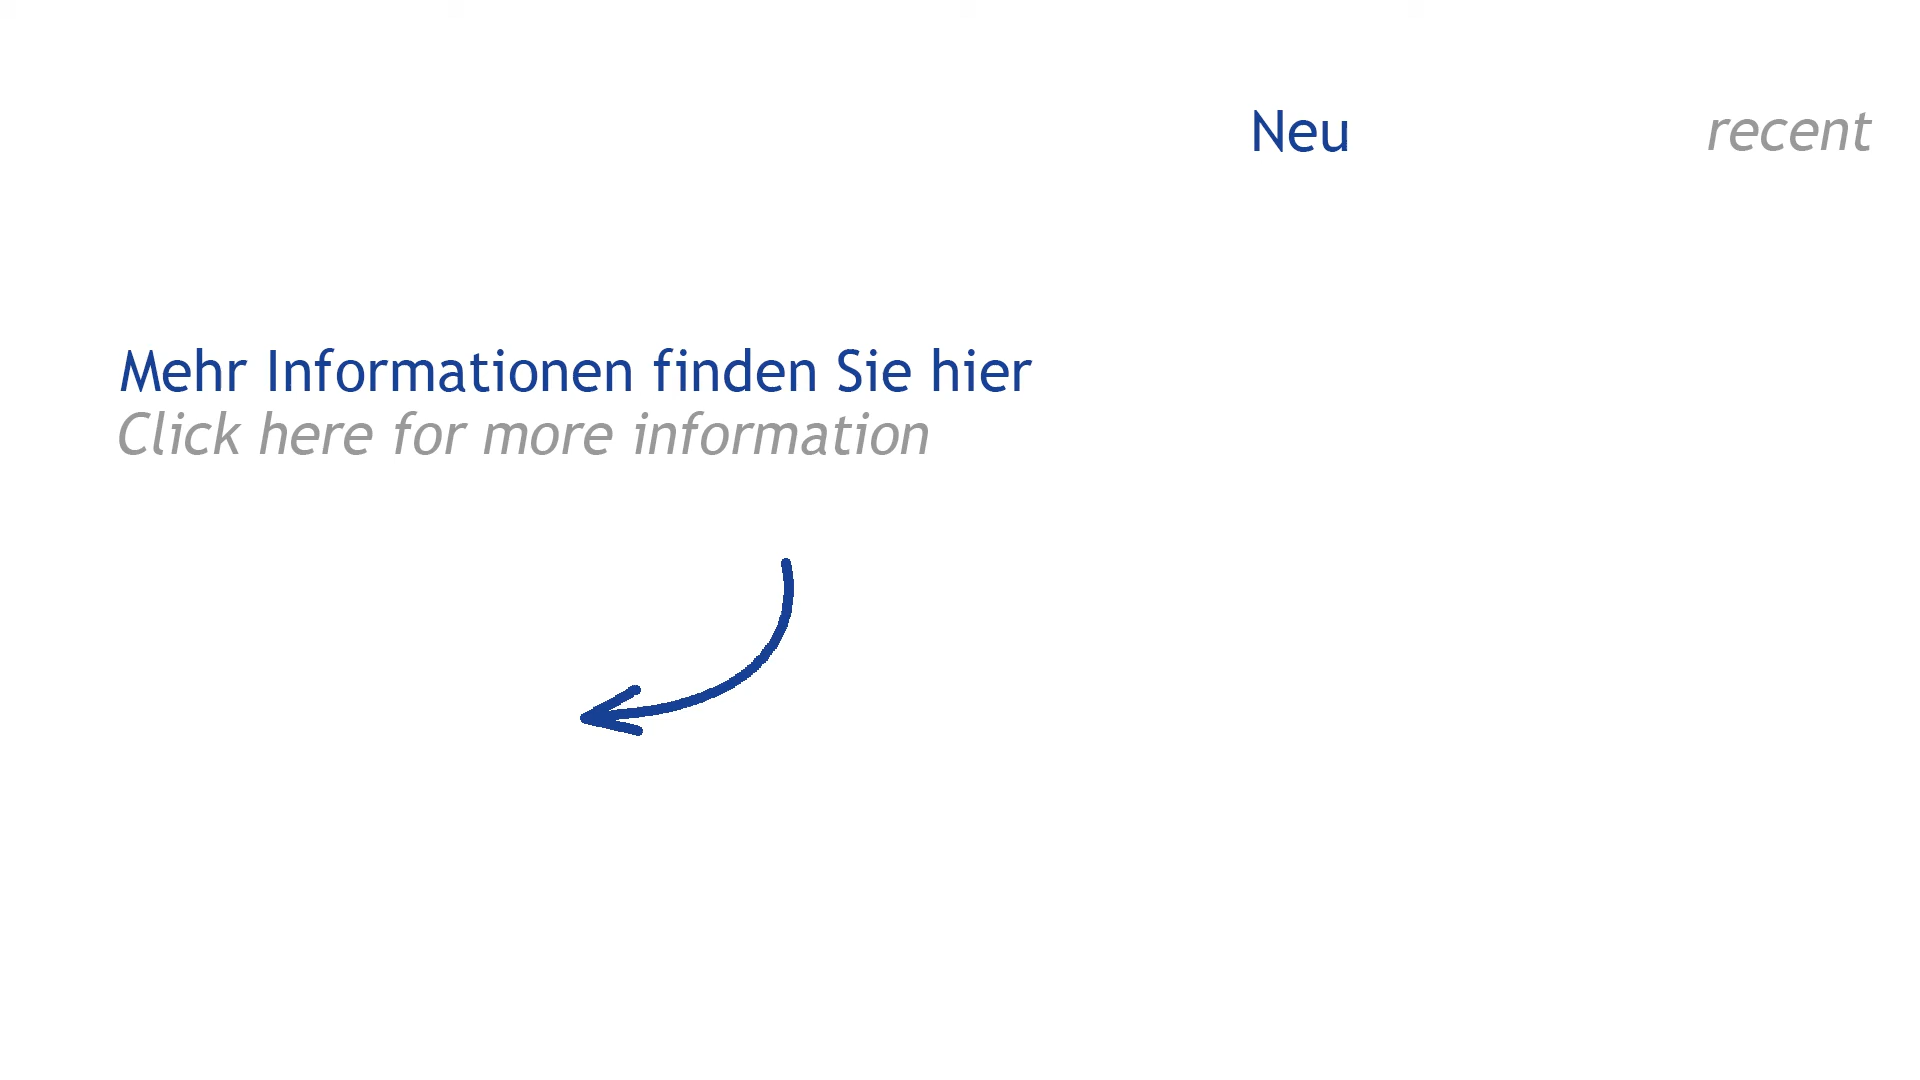 Neu recent
Mehr Informationen finden Sie hier
Click here for more information